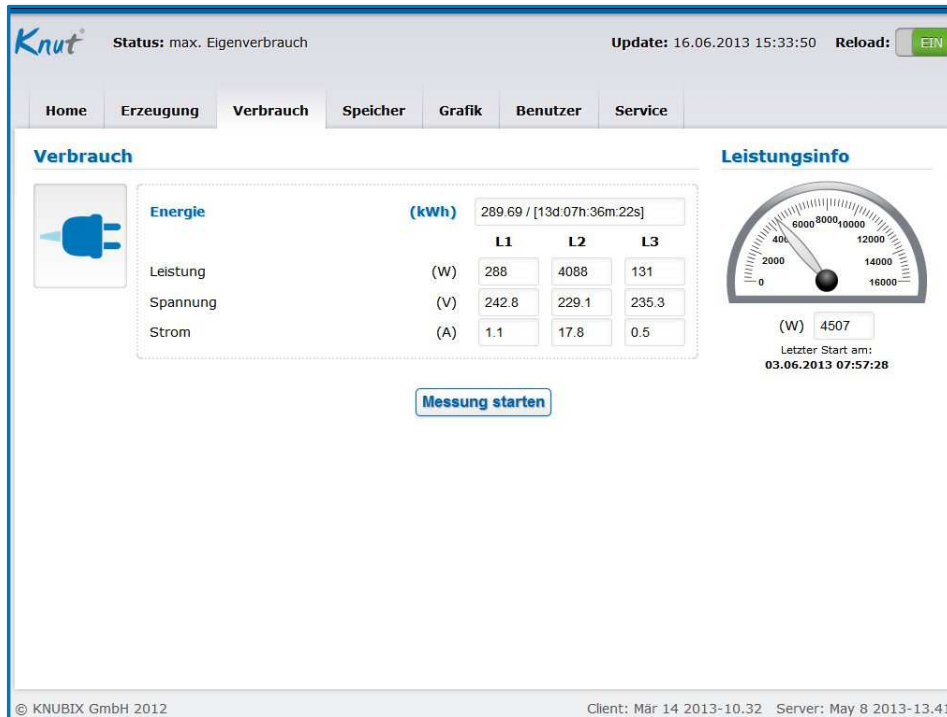 Knut Status: max. Eigenverbrauch Update: 16.06.2013 15:33:50 Reload: EIN
Home Erzeugung Verbrauch Speicher Grafik Benutzer Service
Verbrauch Leistungsinfo
Energie (kWh) 289.69 / [13d:07h:36m:22s]
L1 L2 L3
Leistung (W) 288 4088 131
Spannung (V) 242.8 229.1 235.3
Strom (A) 1.1 17.8 0.5
0 2000 6000 8000 10000 12000 14000 16000
(W) 4507
Letzter Start am:
03.06.2013 07:57:28
Messung starten
© KNUBIX GmbH 2012 Client: Mär 14 2013-10.32 Server: May 8 2013-13.41